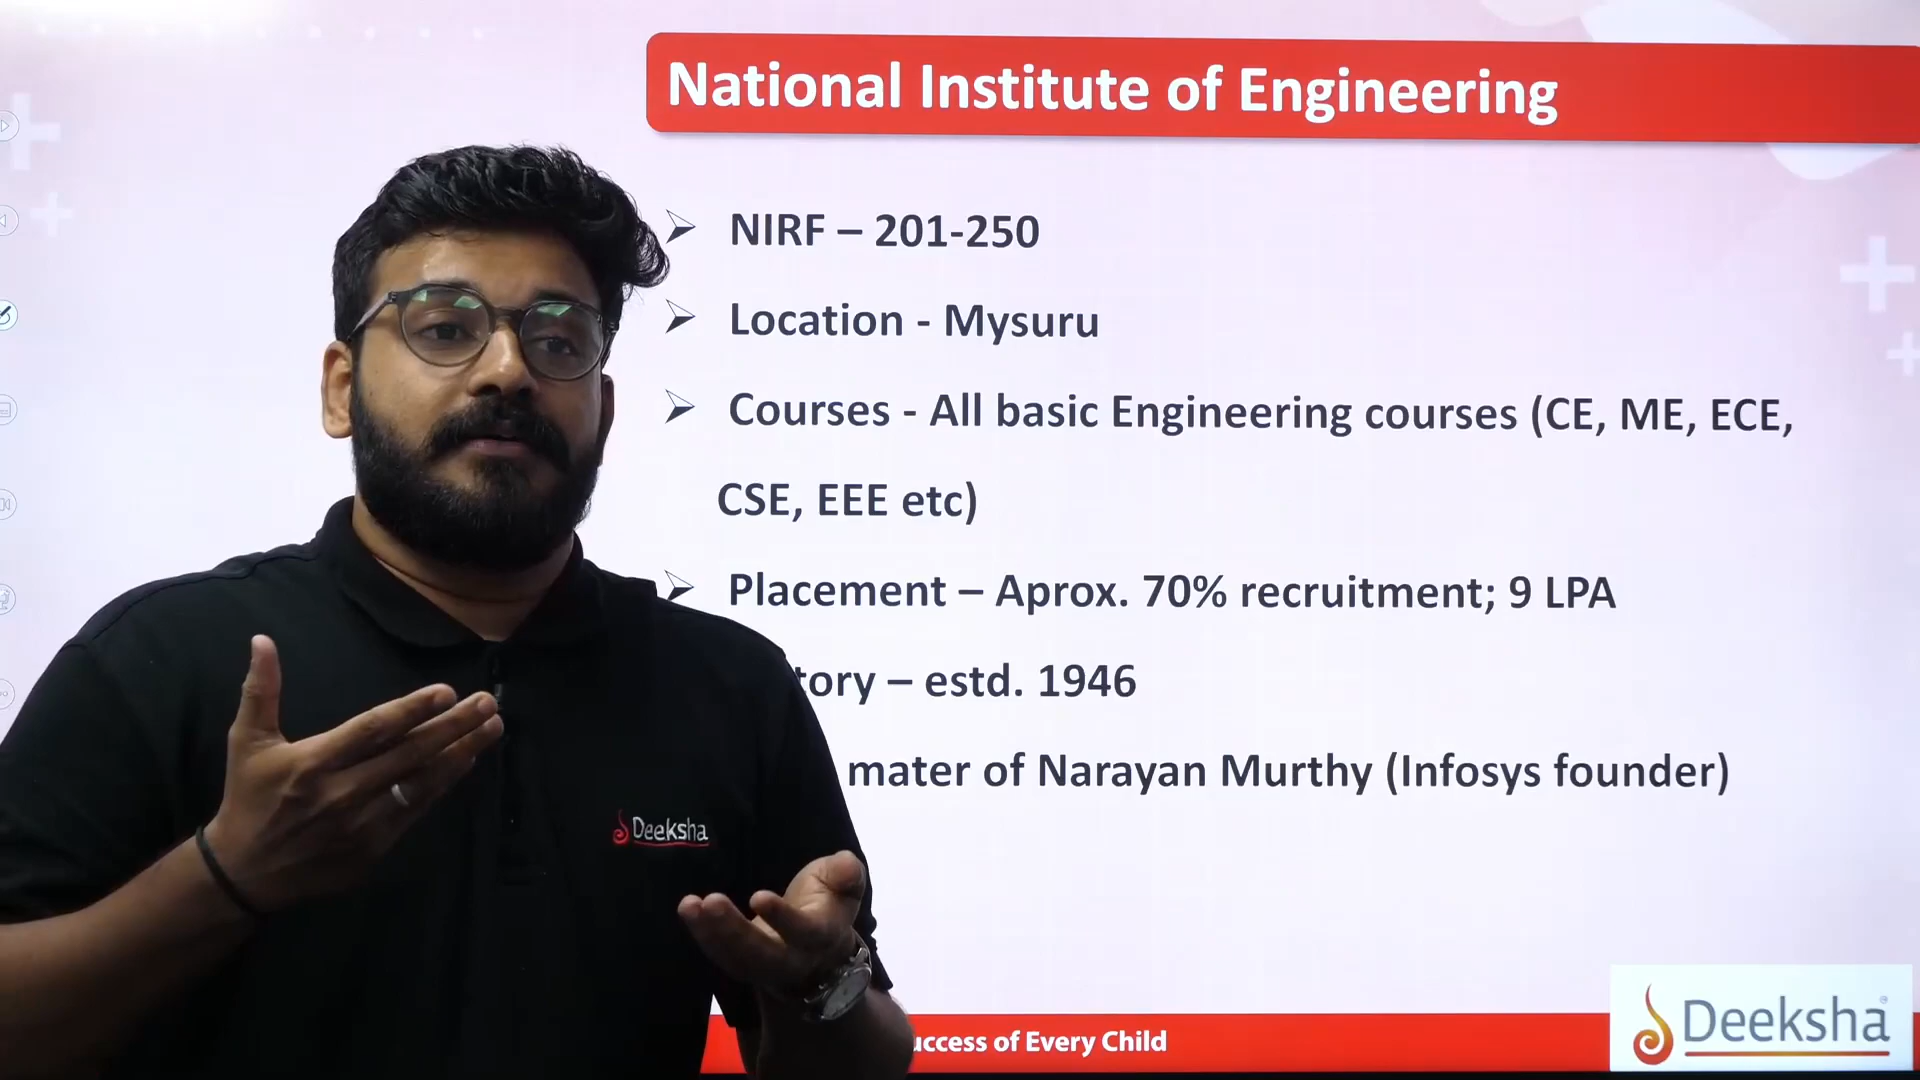 National Institute of Engineering
NIRF – 201-250
Location - Mysuru
Courses - All basic Engineering courses (CE, ME, ECE,
CSE, EEE etc)
Placement – Aprox. 70% recruitment; 9 LPA
tory – estd. 1946
mater of Narayan Murthy (Infosys founder)
Deeksha
uccess of Every Child
Deeksha